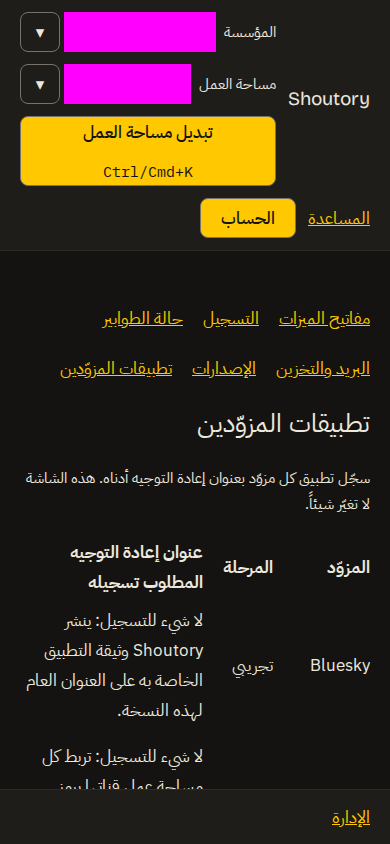 المؤسسة
▼
Shoutory
مساحة العمل
▼
تبديل مساحة العمل
Ctrl/Cmd+K
المساعدة
الحساب
مفاتيح الميزات
التسجيل
حالة الطوابير
البريد والتخزين
الإصدارات
تطبيقات المزوّدين
تطبيقات المزوّدين
سجّل تطبيق كل مزوّد بعنوان إعادة التوجيه أدناه. هذه الشاشة
لا تغيّر شيئاً.
المزوّد
المرحلة
عنوان إعادة التوجيه
المطلوب تسجيله
Bluesky
تجريبي
لا شيء للتسجيل: ينشر
Shoutory وثيقة التطبيق
الخاصة به على العنوان العام
لهذه النسخة.
لا شيء للتسجيل: تربط كل
مساحة عمل
الإدارة